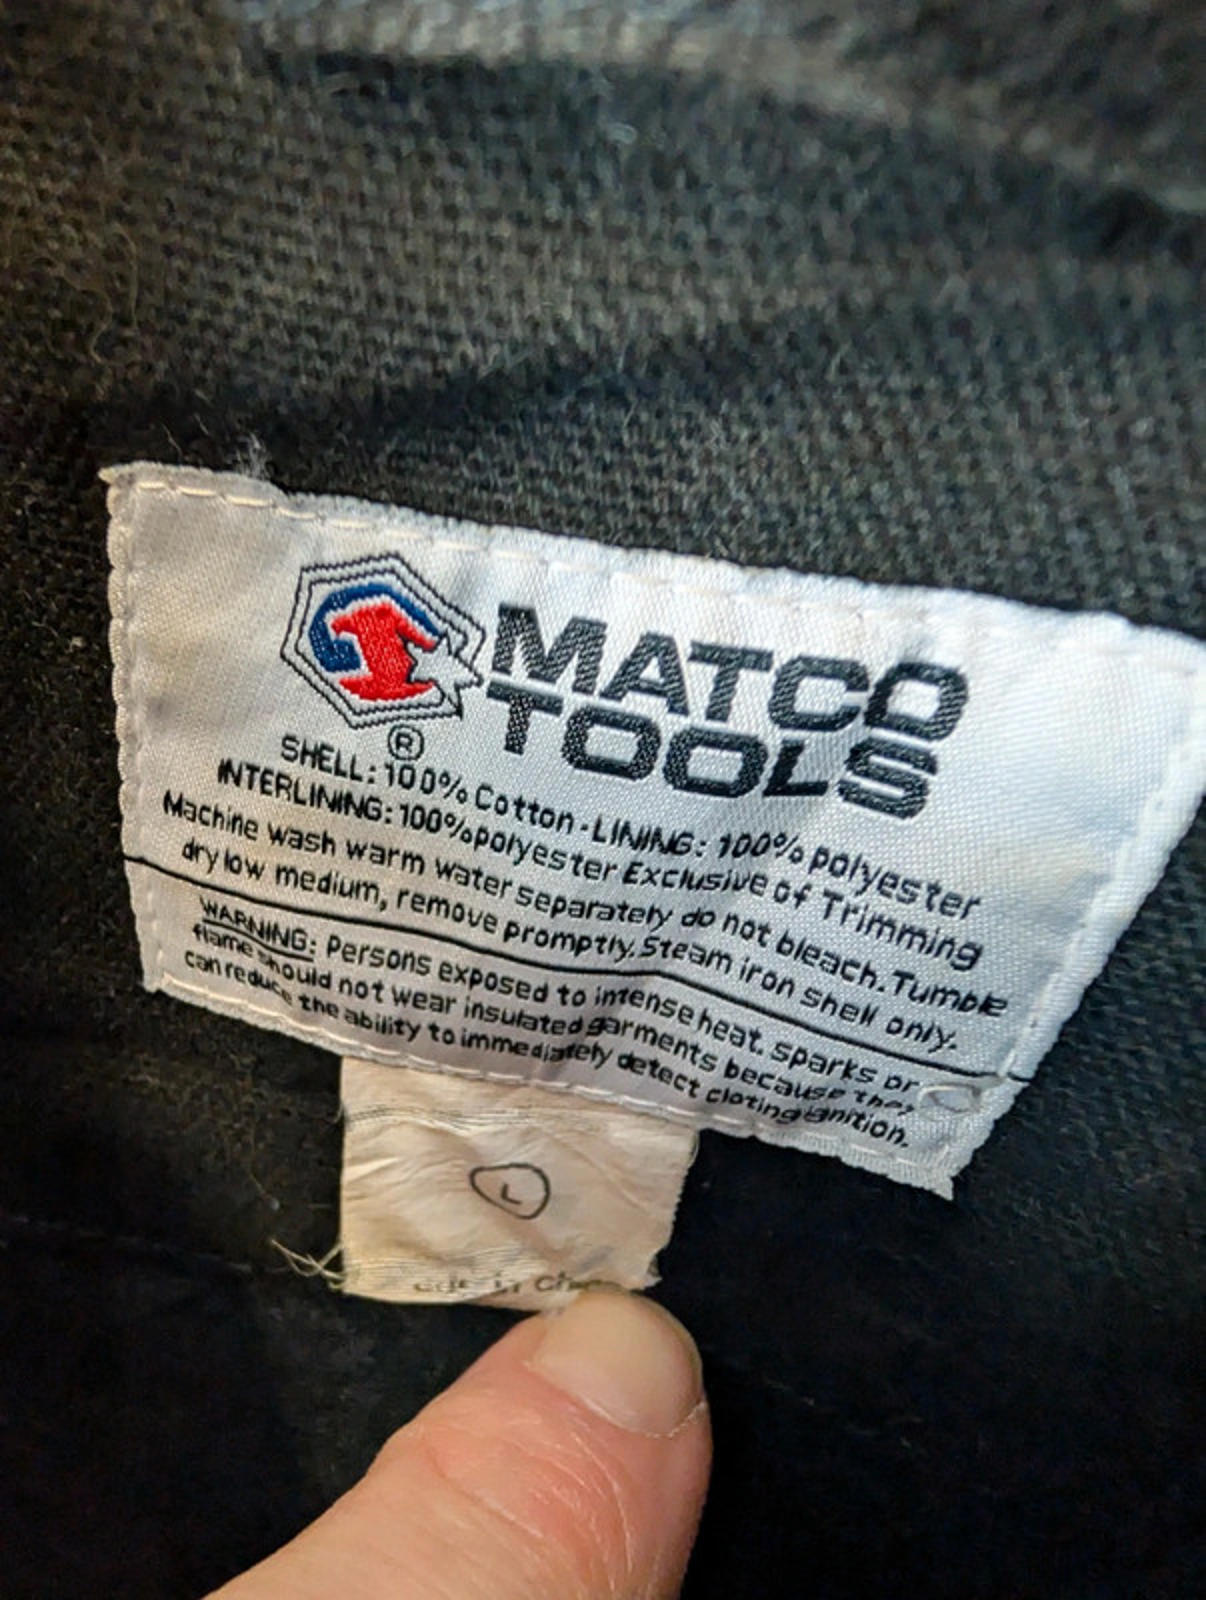 MATCO
TOOLS
®
SHELL: 100% Cotton - LINING: 100% polyester
INTERLINING: 100% polyester Exclusive of Trimming
Machine wash warm water separately do not bleach. Tumble
dry low medium, remove promptly. Steam iron shell only.
WARNING: Persons exposed to intense heat. sparks or
flame should not wear insulated garments because they
can reduce the ability to immediately detect cloting ignition.
L
in